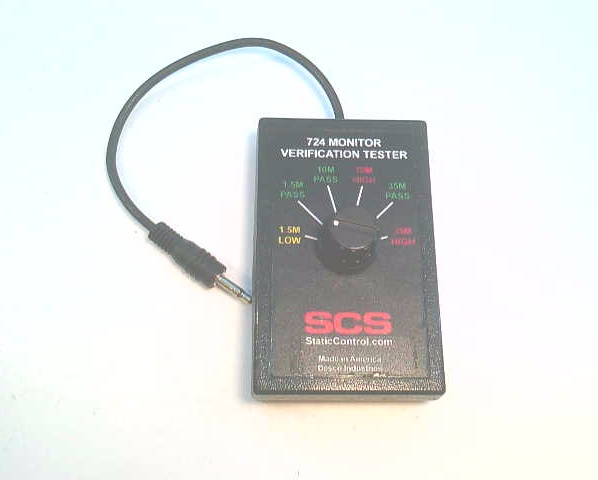 724 MONITOR
VERIFICATION TESTER
10M
PASS
HIGH
1.5M
PASS
35M
PASS
1.5M
LOW
HIGH
SCS
StaticControl.com
Made in America
Desco Industries